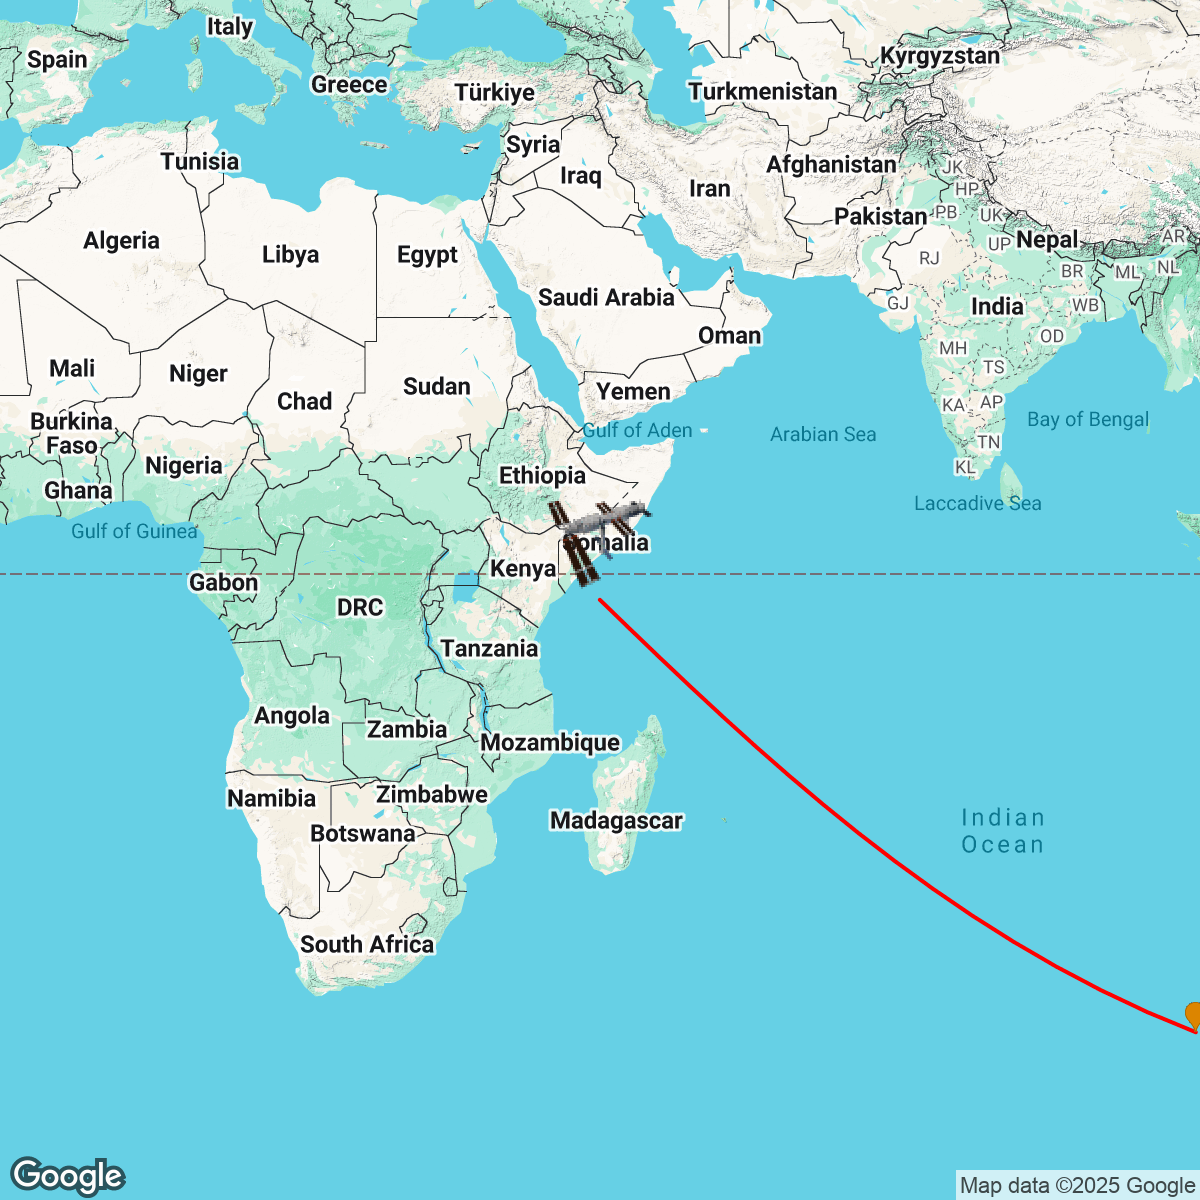 Italy
Spain
Kyrgyzstan
Greece
Türkiye
Turkmenistan
Syria
Tunisia
Afghanistan
JK
Iraq
Iran
HP
Pakistan
PB
UK
Algeria
Libya
Egypt
UP
Nepal
AR
RJ
BR
ML
NL
Saudi Arabia
GJ
India
WB
Oman
OD
MH
Mali
Niger
TS
Sudan
Yemen
Chad
KA
AP
Burkina
Faso
Gulf of Aden
Arabian Sea
Bay of Bengal
TN
Nigeria
KL
Ethiopia
Ghana
Laccadive Sea
Gulf of Guinea
Somalia
Kenya
Gabon
DRC
Tanzania
Angola
Zambia
Mozambique
Namibia
Zimbabwe
Madagascar
Indian
Ocean
Botswana
South Africa
Google
Map data ©2025 Google